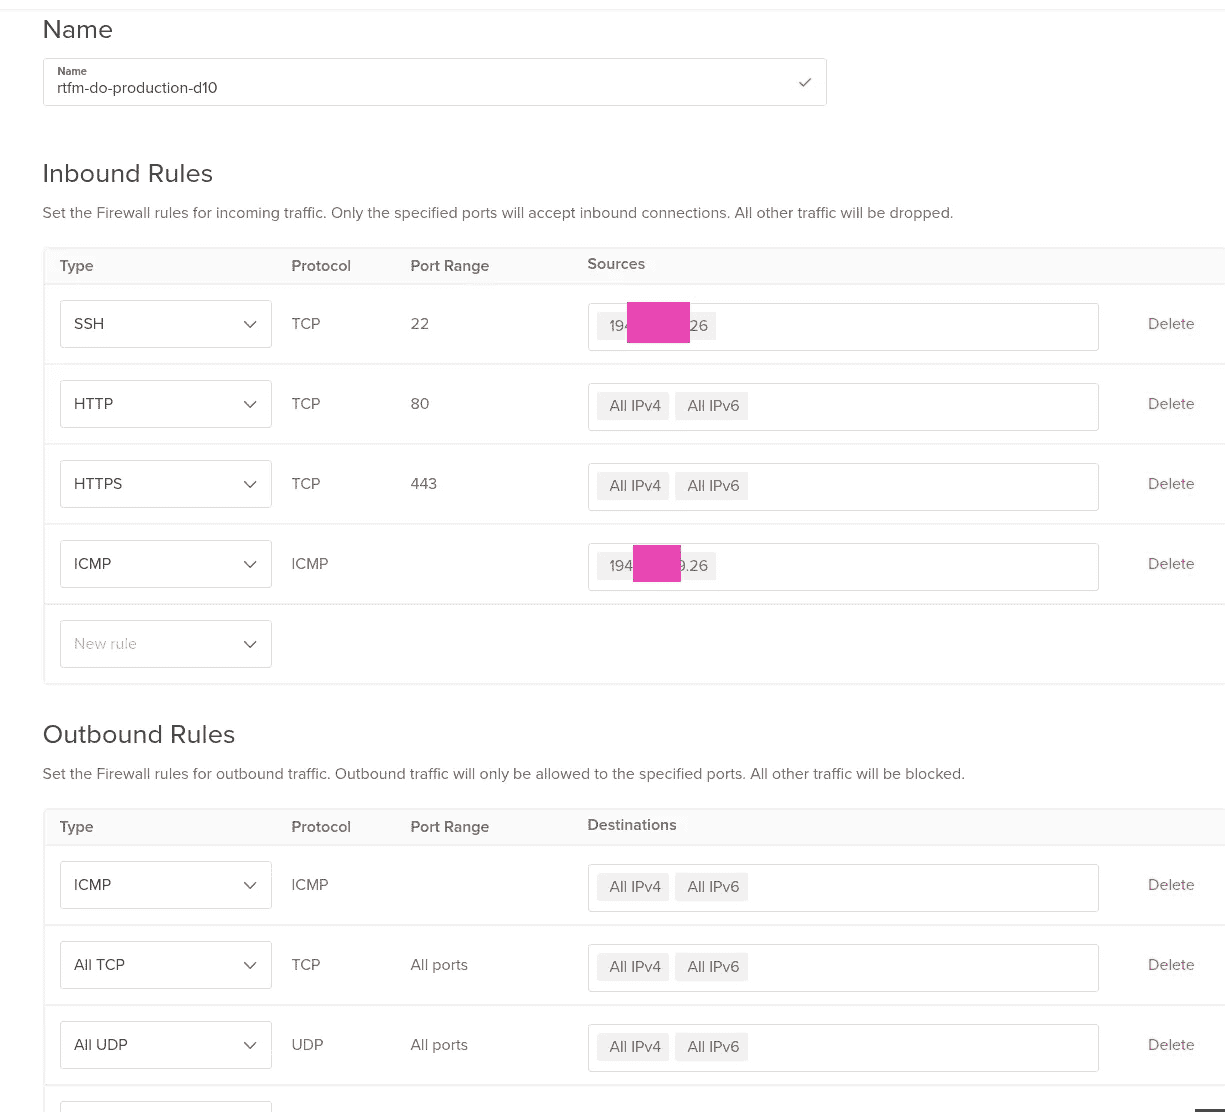 Name
Name
rtfm-do-production-d10
Inbound Rules
Set the Firewall rules for incoming traffic. Only the specified ports will accept inbound connections. All other traffic will be dropped.
Type Protocol Port Range Sources
SSH TCP 22 194 .26 Delete
HTTP TCP 80 All IPv4 All IPv6 Delete
HTTPS TCP 443 All IPv4 All IPv6 Delete
ICMP ICMP 194 9.26 Delete
New rule
Outbound Rules
Set the Firewall rules for outbound traffic. Outbound traffic will only be allowed to the specified ports. All other traffic will be blocked.
Type Protocol Port Range Destinations
ICMP ICMP All IPv4 All IPv6 Delete
All TCP TCP All ports All IPv4 All IPv6 Delete
All UDP UDP All ports All IPv4 All IPv6 Delete